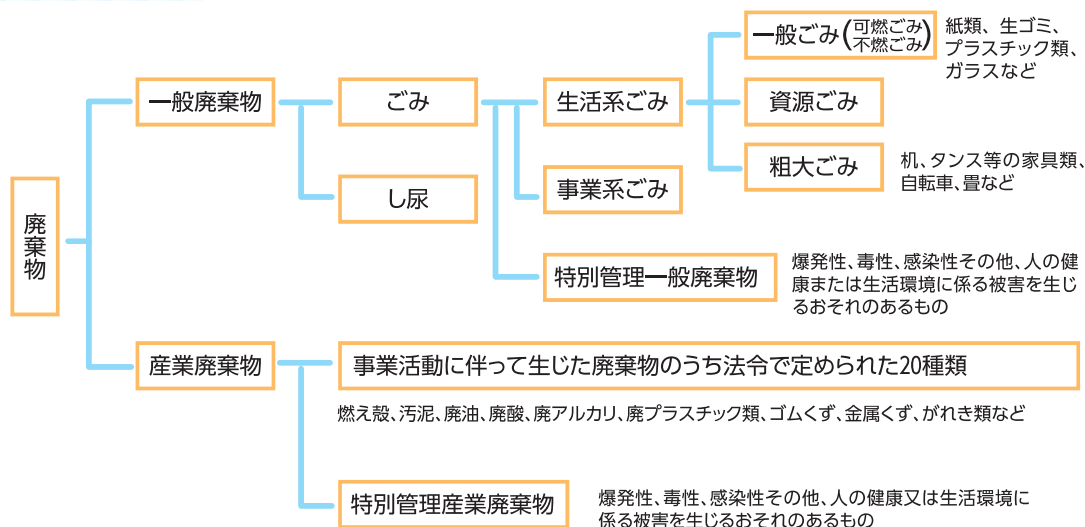 廃棄物
一般廃棄物
ごみ
生活系ごみ
一般ごみ(可燃ごみ
不燃ごみ)
紙類、生ゴミ、
プラスチック類、
ガラスなど
資源ごみ
粗大ごみ
机、タンス等の家具類、
自転車、畳など
事業系ごみ
特別管理一般廃棄物
爆発性、毒性、感染性その他、人の健
康または生活環境に係る被害を生じ
るおそれのあるもの
し尿
産業廃棄物
事業活動に伴って生じた廃棄物のうち法令で定められた20種類
燃え殻、汚泥、廃油、廃酸、廃アルカリ、廃プラスチック類、ゴムくず、金属くず、がれき類など
特別管理産業廃棄物
爆発性、毒性、感染性その他、人の健康又は生活環境に
係る被害を生じるおそれのあるもの